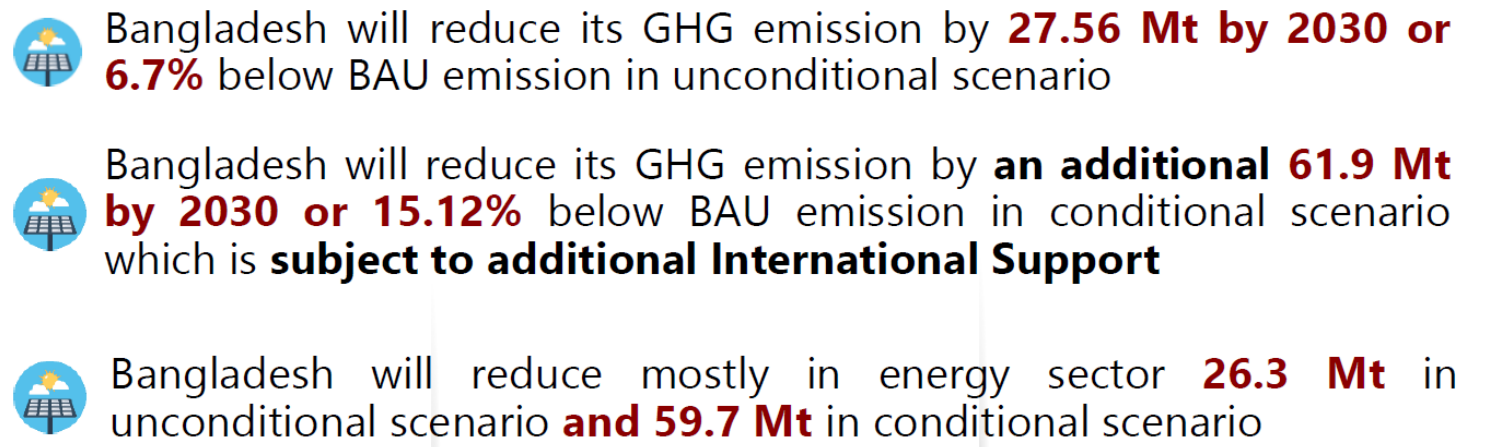 Bangladesh will reduce its GHG emission by 27.56 Mt by 2030 or
6.7% below BAU emission in unconditional scenario
Bangladesh will reduce its GHG emission by an additional 61.9 Mt
by 2030 or 15.12% below BAU emission in conditional scenario
which is subject to additional International Support
Bangladesh will reduce mostly in energy sector 26.3 Mt in
unconditional scenario and 59.7 Mt in conditional scenario